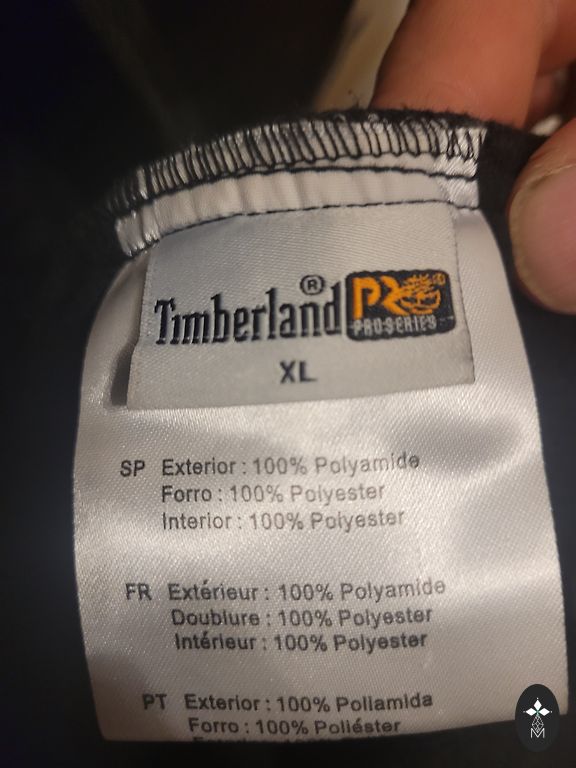 Timberland® PRO
PRO SERIES
XL
SP Exterior : 100% Polyamide
Forro : 100% Polyester
Interior : 100% Polyester
FR Extérieur : 100% Polyamide
Doublure : 100% Polyester
Intérieur : 100% Polyester
PT Exterior : 100% Poliamida
Forro : 100% Poliéster